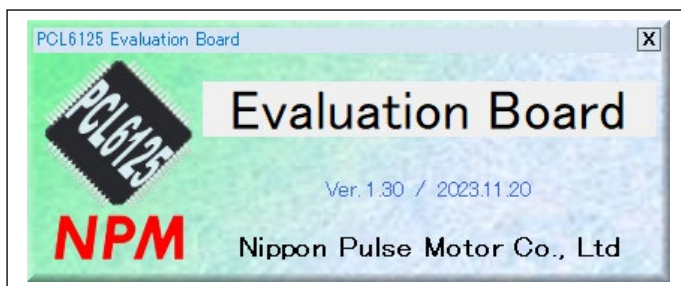 PCL6125 Evaluation Board
X
PCL6125
Evaluation Board
Ver. 1.30 / 2023.11.20
NPM
Nippon Pulse Motor Co., Ltd